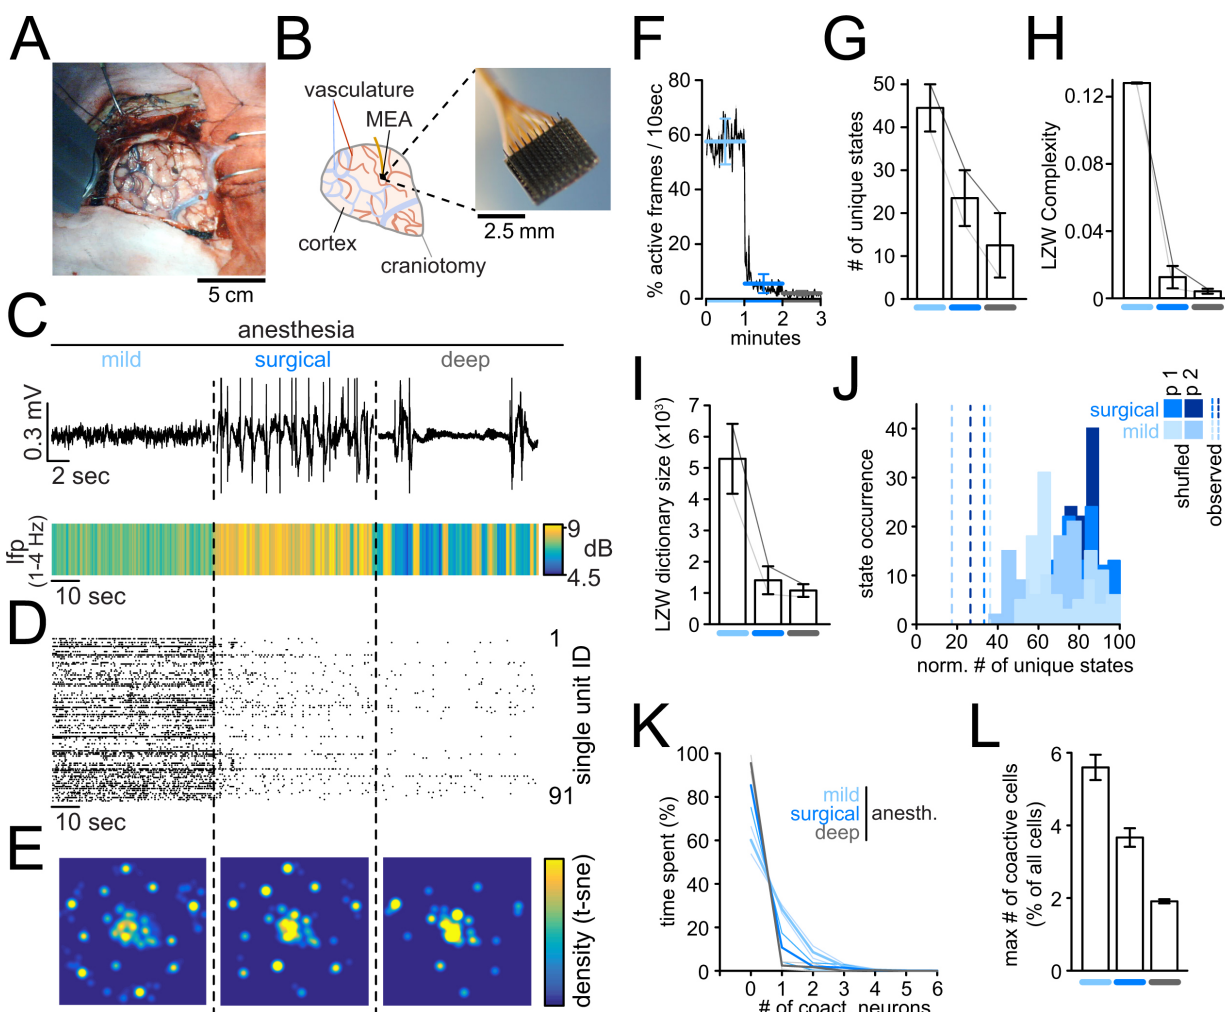 A
5 cm
B
vasculature
MEA
cortex
craniotomy
2.5 mm
C
anesthesia
mild
surgical
deep
0.3 mV
2 sec
lfp
(1-4 Hz)
9
dB
4.5
10 sec
D
1
single unit ID
91
10 sec
E
density (t-sne)
F
% active frames / 10sec
80
60
40
20
0
0 1 2 3
minutes
G
# of unique states
50
40
30
20
10
0
H
LZW Complexity
0.12
0.08
0.04
0
I
LZW dictionary size (x10³)
7
6
5
4
3
2
1
0
J
p 1
p 2
surgical
mild
shufled
observed
state occurrence
40
30
20
10
0
0 20 40 60 80 100
norm. # of unique states
K
time spent (%)
100
80
60
40
20
0
mild
surgical
deep
anesth.
0 1 2 3 4 5 6
# of coact. neurons
L
max # of coactive cells
(% of all cells)
6
4
2
0